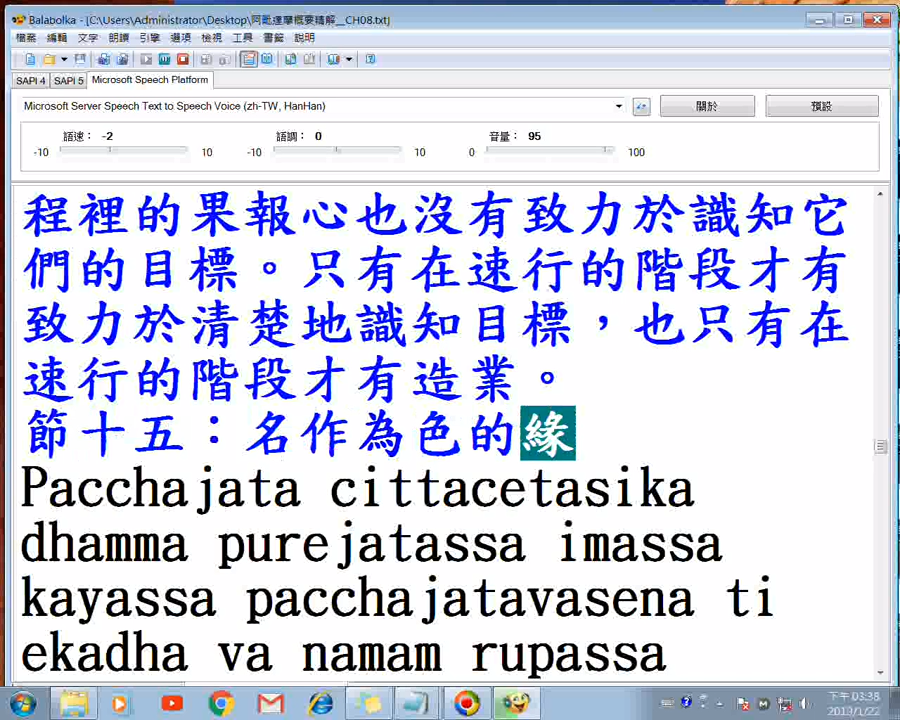 Balabolka - [C:\Users\Administrator\Desktop\阿毗達摩概要精解__CH08.txt]
檔案 編輯 文字 朗讀 引擎 選項 檢視 工具 書籤 說明
SAPI 4 SAPI 5 Microsoft Speech Platform
Microsoft Server Speech Text to Speech Voice (zh-TW, HanHan) 關於 預設
語速： -2 語調： 0 音量： 95
-10 10 -10 10 0 100
程裡的果報心也沒有致力於識知它
們的目標。只有在速行的階段才有
致力於清楚地識知目標，也只有在
速行的階段才有造業。
節十五：名作為色的緣
Pacchajata cittacetasika
dhamma purejatassa imassa
kayassa pacchajatavasena ti
ekadha va namam rupassa
下午 03:38
2019/1/22